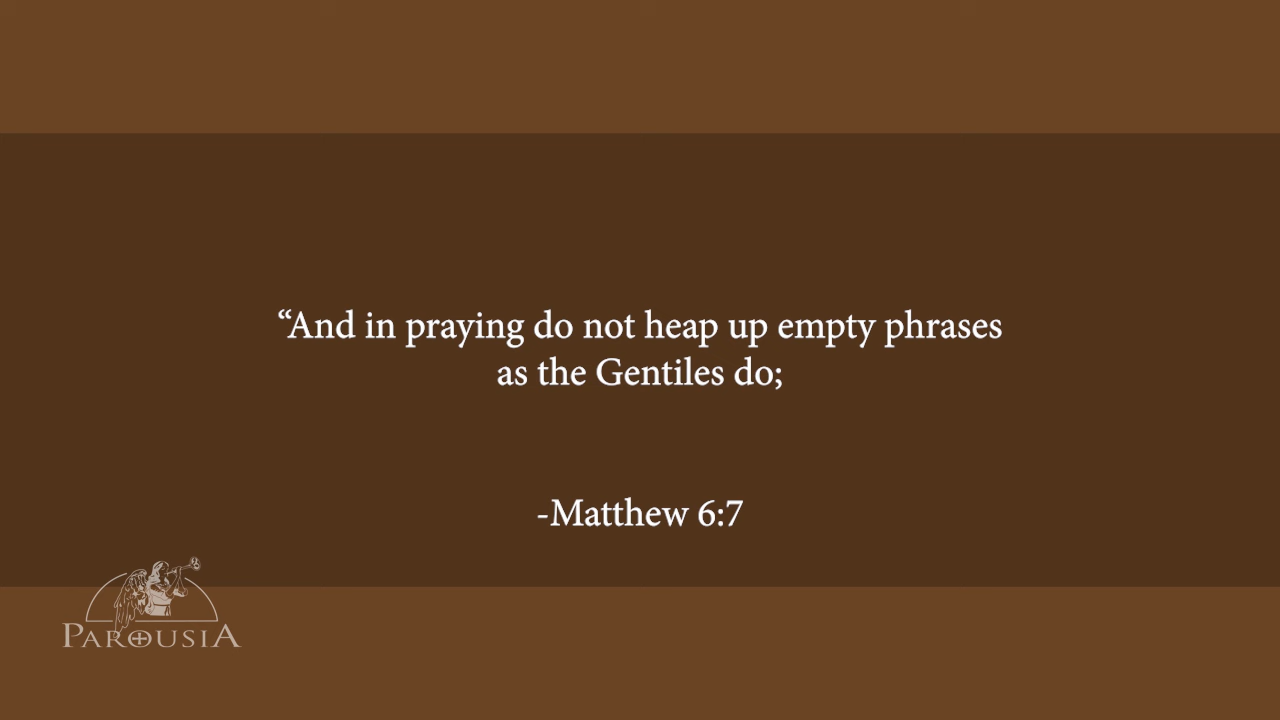 “And in praying do not heap up empty phrases
as the Gentiles do;
-Matthew 6:7
PAROUSIA